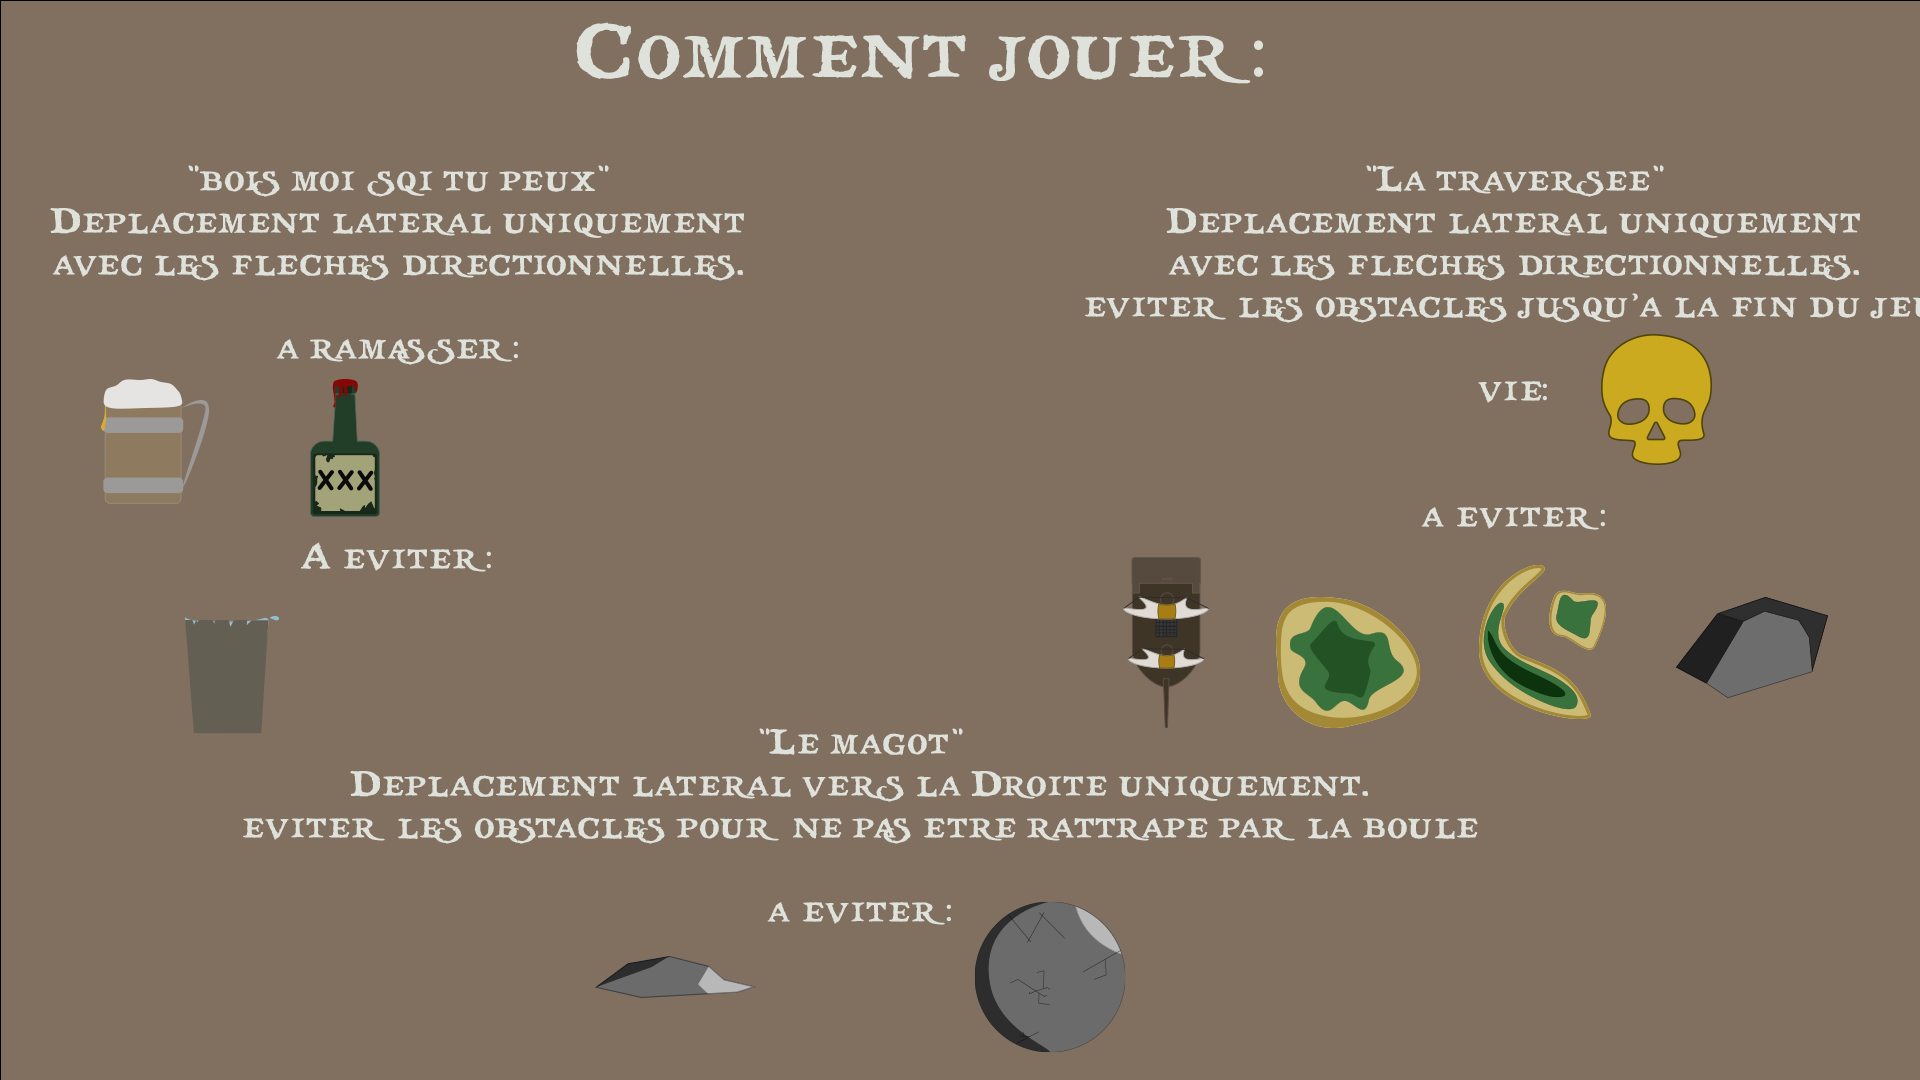 Comment jouer:
"bois moi sqi tu peux"
Deplacement lateral uniquement
avec les fleches directionnelles.
a ramasser:
XXX
A eviter:
"La traversee"
Deplacement lateral uniquement
avec les fleches directionnelles.
eviter les obstacles jusqu'a la fin du jeu
vie:
a eviter:
"Le magot"
Deplacement lateral vers la Droite uniquement.
eviter les obstacles pour ne pas etre rattrape par la boule
a eviter: